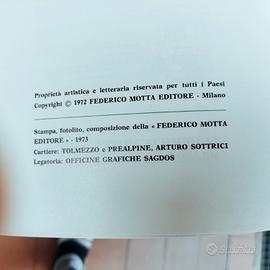 Proprietà artistica e letteraria riservata per tutti i Paesi
Copyright © 1972 FEDERICO MOTTA EDITORE - Milano
Stampa, fotolito, composizione della « FEDERICO MOTTA
EDITORE » - 1973
Cartiere: TOLMEZZO e PREALPINE, ARTURO SOTTRICI
Legatoria: OFFICINE GRAFICHE SAGDOS
subito